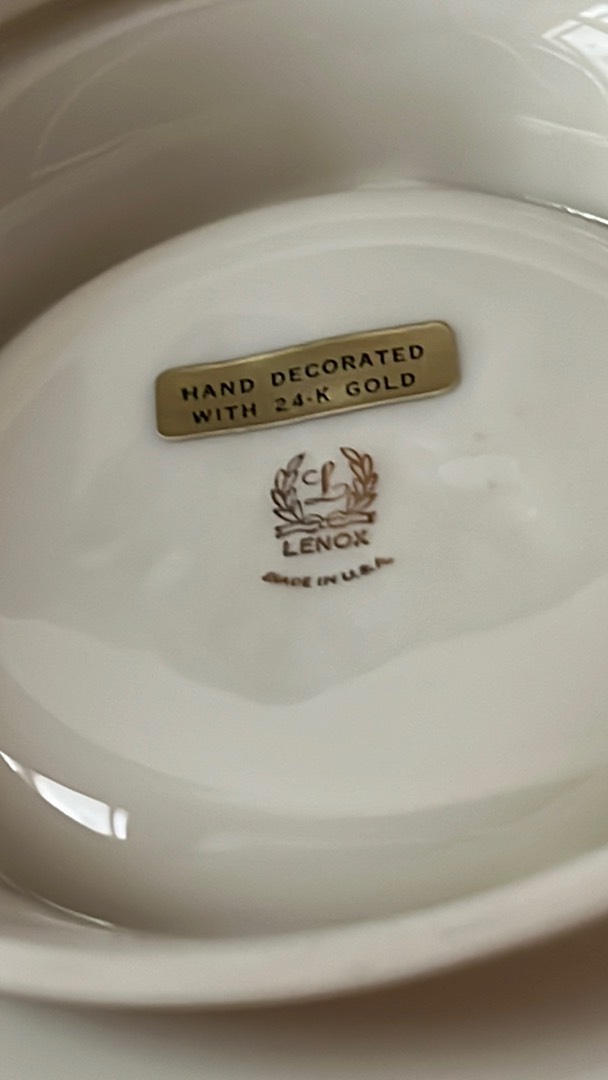 HAND DECORATED
WITH 24-K GOLD
L
LENOX
MADE IN U.S.A.